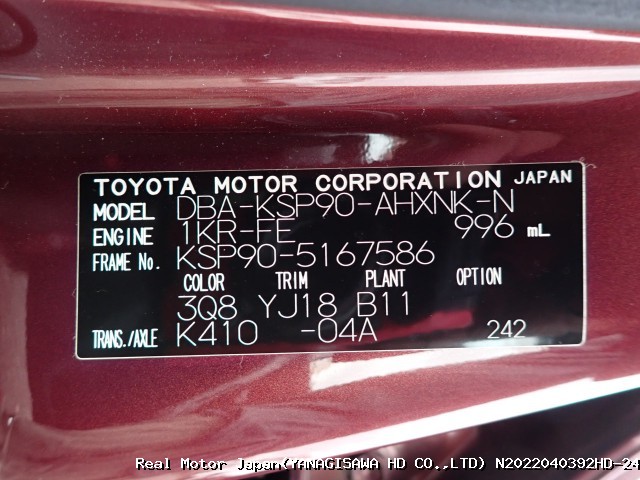 TOYOTA MOTOR CORPORATION JAPAN
MODEL DBA-KSP90-AHXNK-N
ENGINE 1KR-FE 996 mL
FRAME No. KSP90-5167586
COLOR TRIM PLANT OPTION
3Q8 YJ18 B11
TRANS./AXLE K410 -04A 242
Real Motor Japan(YANAGISAWA HD CO.,LTD) N2022040392HD-24